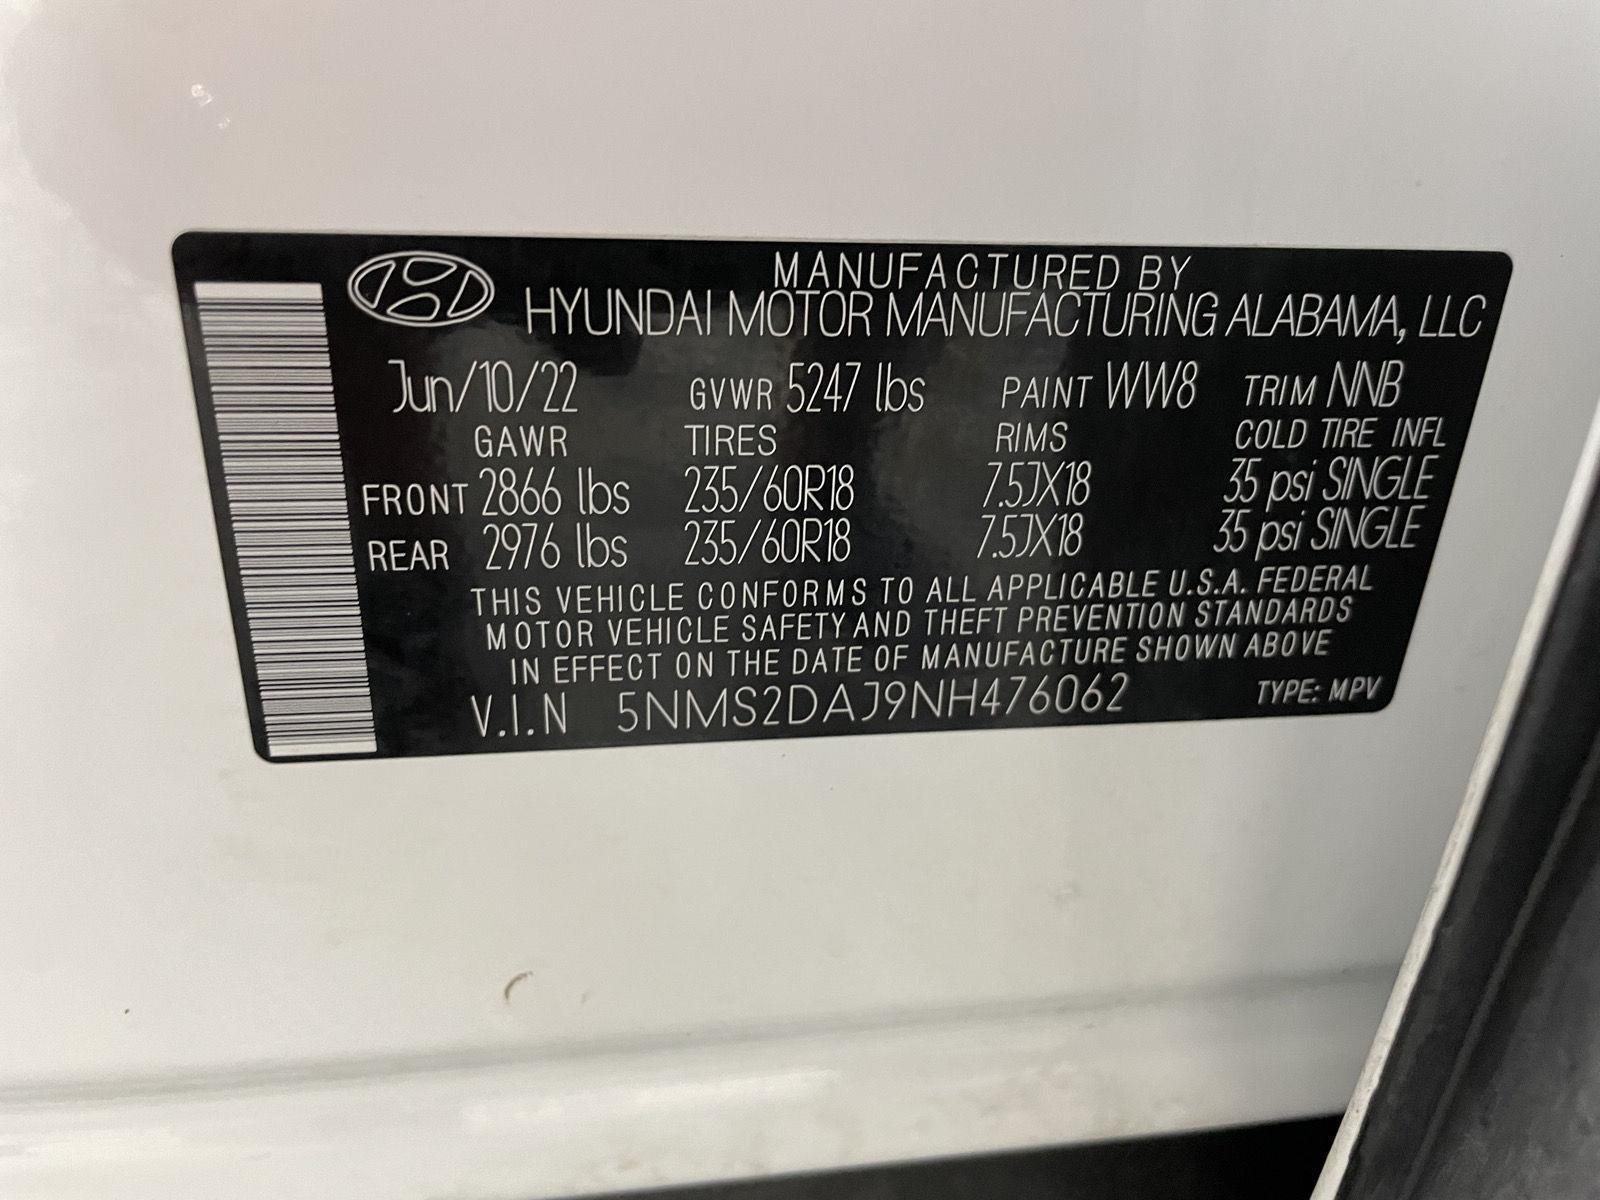 MANUFACTURED BY
HYUNDAI MOTOR MANUFACTURING ALABAMA, LLC
Jun/10/22 GVWR 5247 lbs PAINT WW8 TRIM NNB
GAWR TIRES RIMS COLD TIRE INFL
FRONT 2866 lbs 235/60R18 7.5JX18 35 psi SINGLE
REAR 2976 lbs 235/60R18 7.5JX18 35 psi SINGLE
THIS VEHICLE CONFORMS TO ALL APPLICABLE U.S.A. FEDERAL
MOTOR VEHICLE SAFETY AND THEFT PREVENTION STANDARDS
IN EFFECT ON THE DATE OF MANUFACTURE SHOWN ABOVE
V.I.N 5NMS2DAJ9NH476062 TYPE: MPV